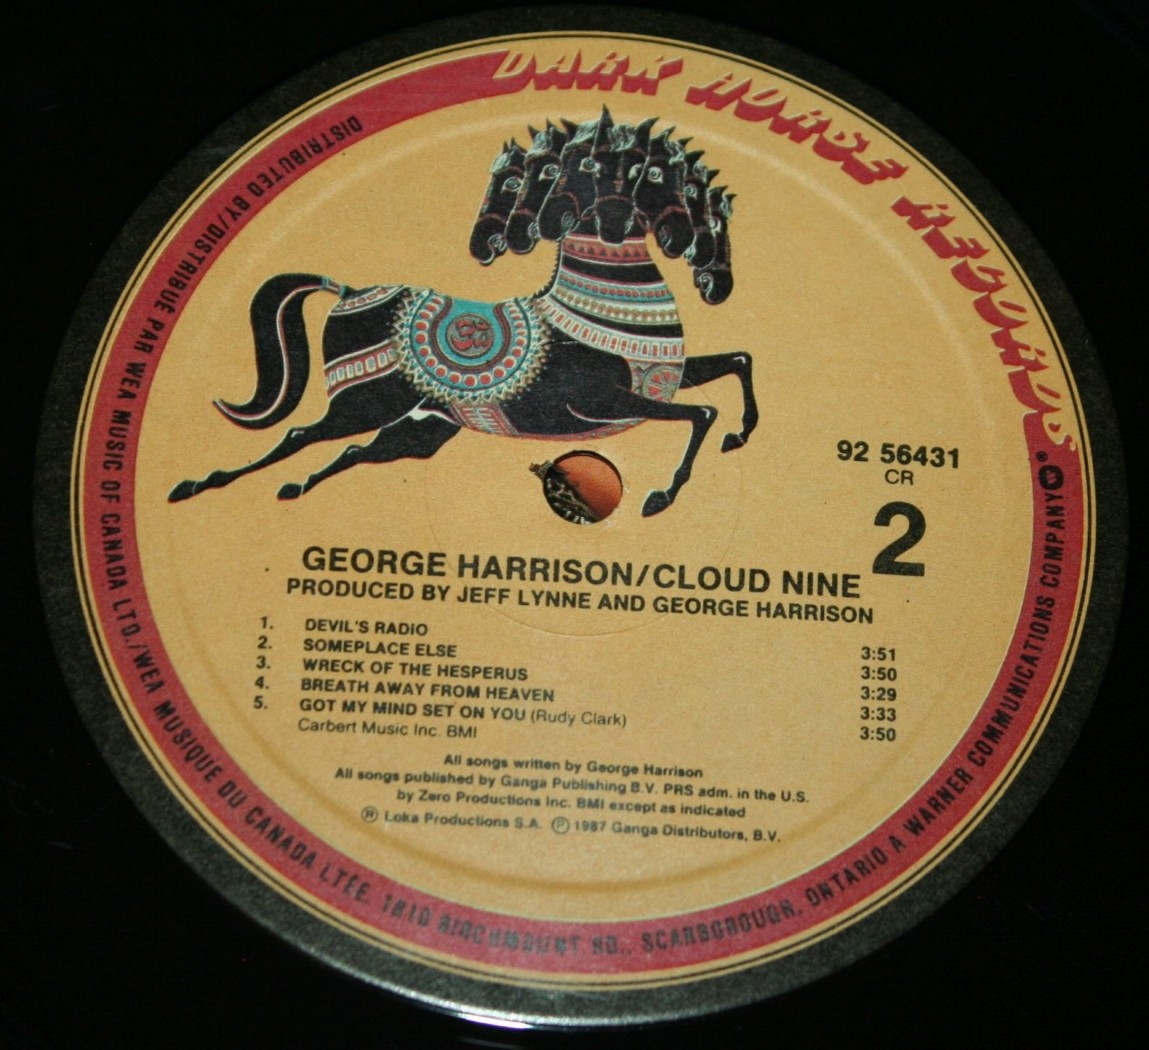 DARK HORSE RECORDS
®
92 56431
CR
2
GEORGE HARRISON/CLOUD NINE
PRODUCED BY JEFF LYNNE AND GEORGE HARRISON
1. DEVIL'S RADIO 3:51
2. SOMEPLACE ELSE 3:50
3. WRECK OF THE HESPERUS 3:29
4. BREATH AWAY FROM HEAVEN 3:33
5. GOT MY MIND SET ON YOU (Rudy Clark) 3:50
Carbert Music Inc. BMI
All songs written by George Harrison
All songs published by Ganga Publishing B.V. PRS adm. in the U.S.
by Zero Productions Inc. BMI except as indicated
Ⓡ Loka Productions S.A. Ⓟ 1987 Ganga Distributors, B.V.
DISTRIBUTED BY/DISTRIBUE PAR WEA MUSIC OF CANADA LTD./WEA MUSIQUE DU CANADA LTÉE. 1810 BIRCHMOUNT RD., SCARBOROUGH, ONTARIO A WARNER COMMUNICATIONS COMPANY